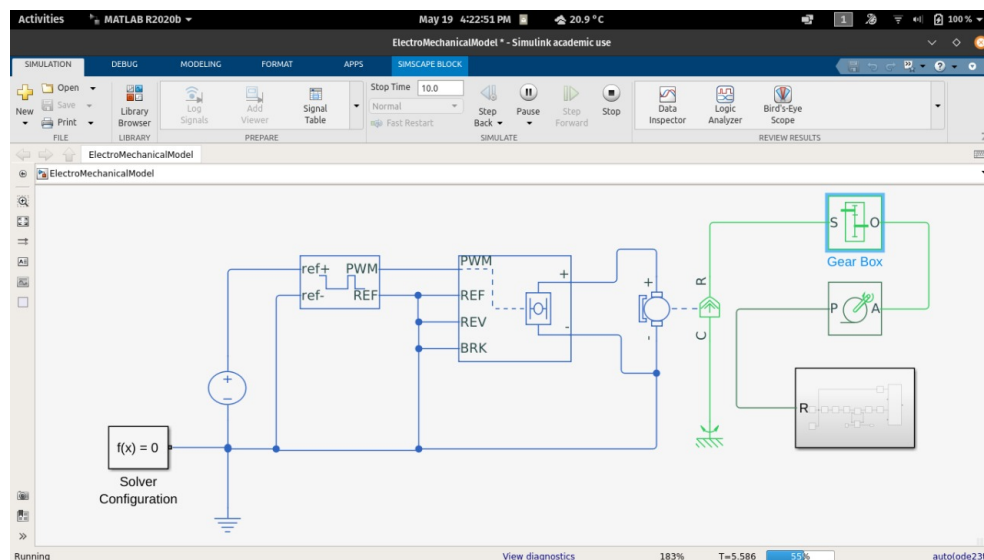 Activities MATLAB R2020b May 19 4:22:51 PM 20.9 °C 1 100 %
ElectroMechanicalModel * - Simulink academic use
SIMULATION DEBUG MODELING FORMAT APPS SIMSCAPE BLOCK
New
Open
Save
Print
FILE
Library Browser
LIBRARY
Log Signals
Add Viewer
Signal Table
PREPARE
Stop Time 10.0
Normal
Fast Restart
Step Back
Pause
Step Forward
Stop
SIMULATE
Data Inspector
Logic Analyzer
Bird's-Eye Scope
REVIEW RESULTS
ElectroMechanicalModel
ElectroMechanicalModel
S O
Gear Box
ref+ PWM
ref- REF
PWM
REF
REV
BRK
+
-
+
-
R
C
P A
R
+
−
f(x) = 0
Solver
Configuration
Running View diagnostics 183% T=5.586 55% auto(ode23t